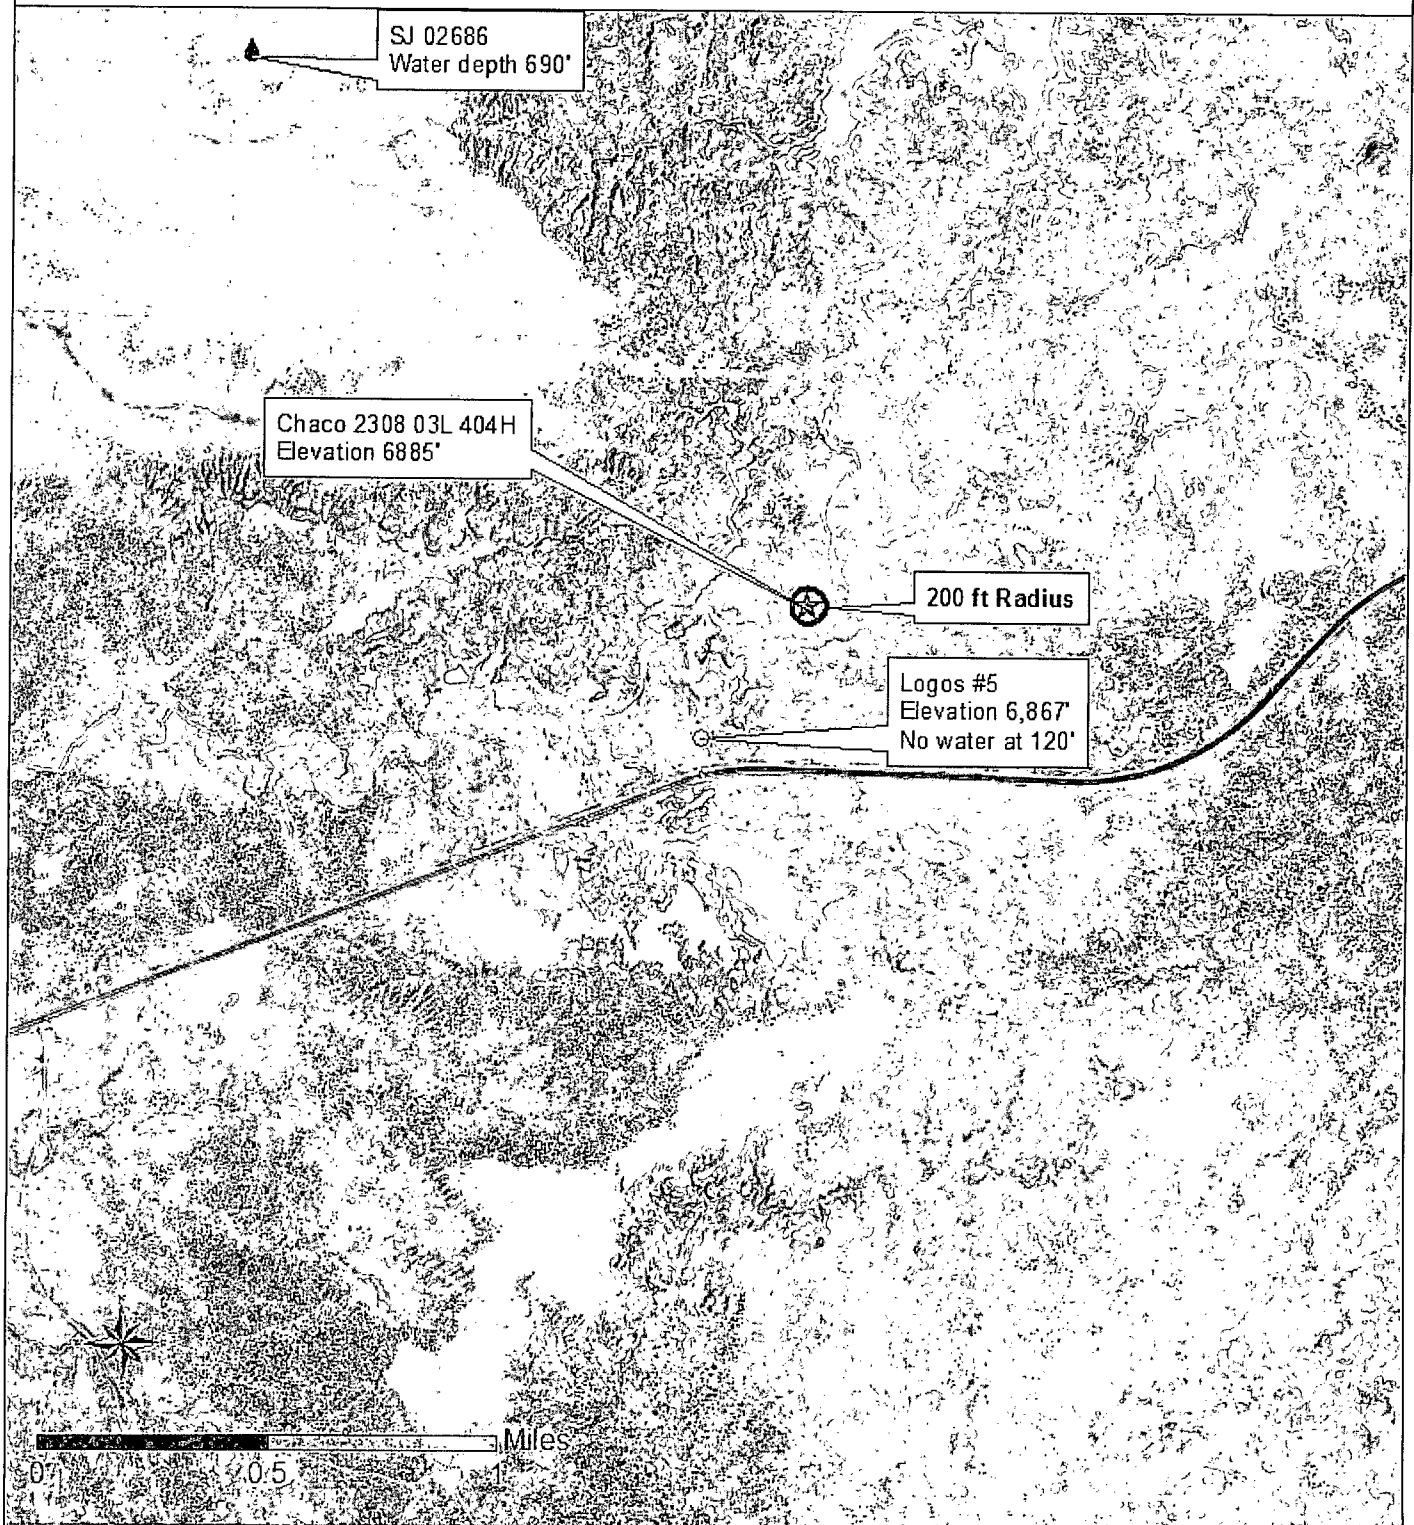 SJ 02686
Water depth 690'
Chaco 2308 03L 404H
Elevation 6885'
200 ft Radius
Logos #5
Elevation 6,867'
No water at 120'
Miles
0 0.5 1